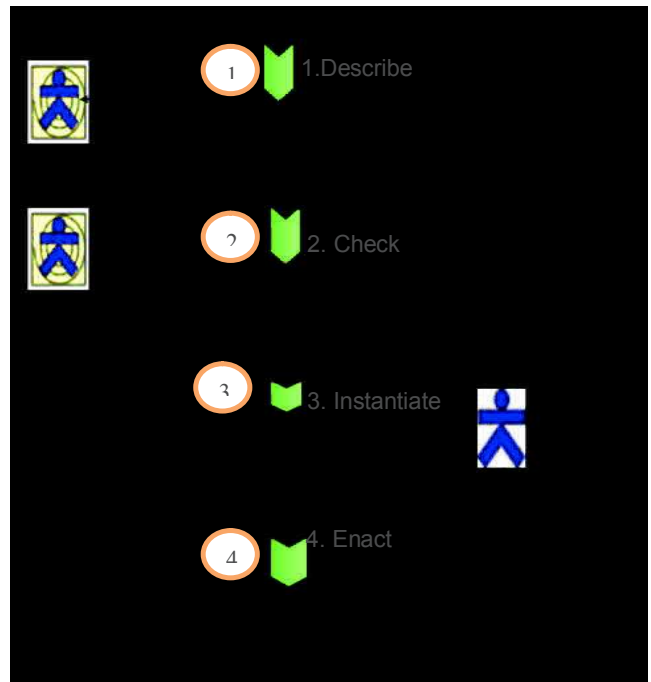 1
1.Describe
2
2. Check
3
3. Instantiate
4
4. Enact